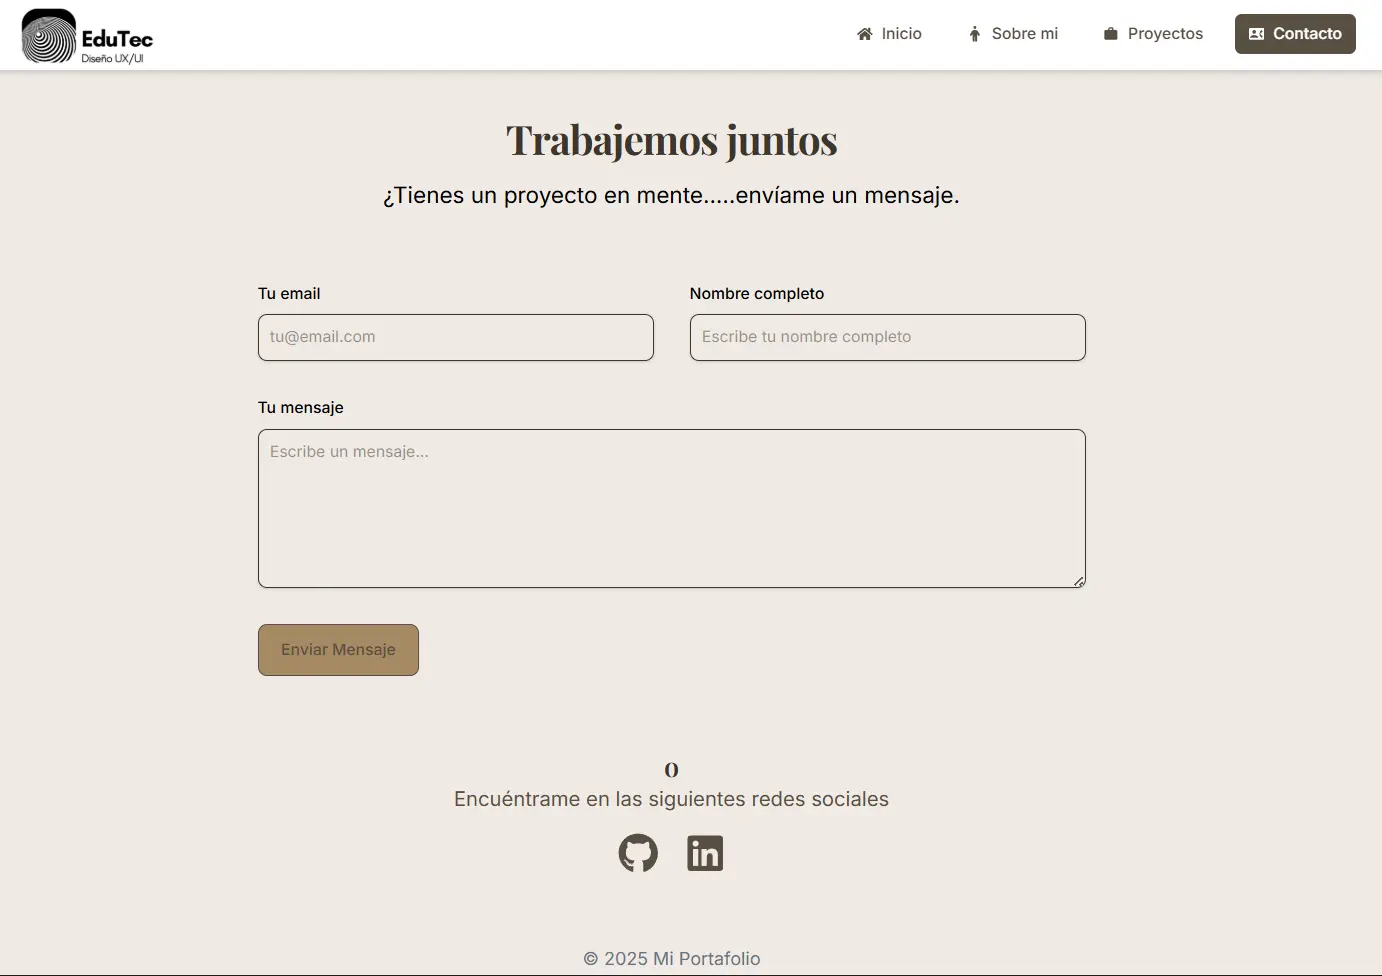 EduTec
Diseño UX/UI
Inicio
Sobre mi
Proyectos
Contacto
Trabajemos juntos
¿Tienes un proyecto en mente.....envíame un mensaje.
Tu email
Nombre completo
tu@email.com
Escribe tu nombre completo
Tu mensaje
Escribe un mensaje...
Enviar Mensaje
o
Encuéntrame en las siguientes redes sociales
in
© 2025 Mi Portafolio